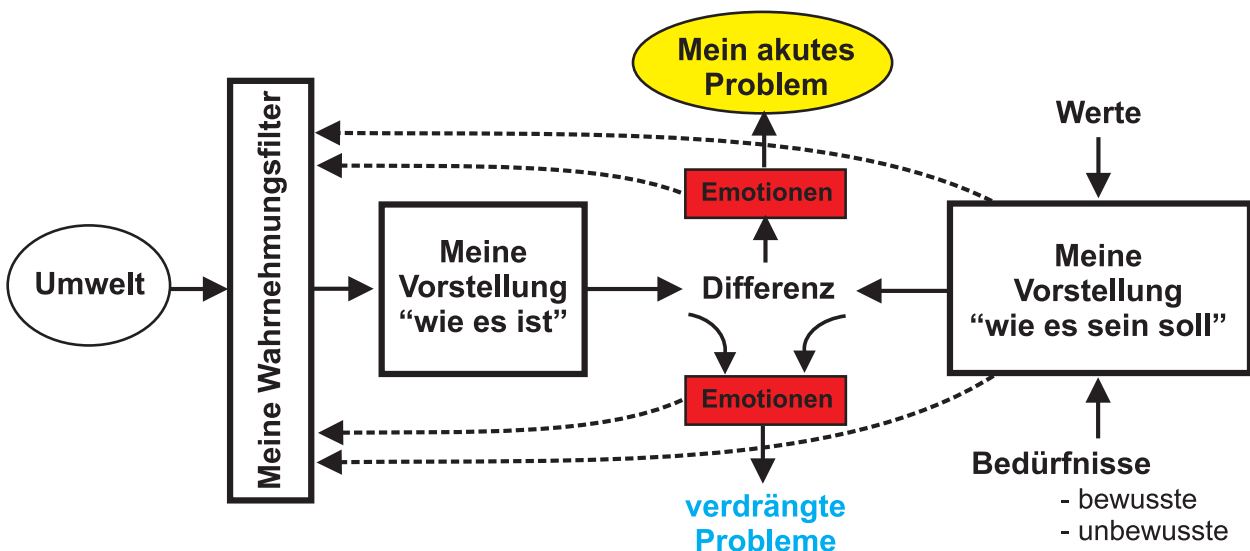 Mein akutes
Problem
Werte
Meine Wahrnehmungsfilter
Emotionen
Umwelt
Meine
Vorstellung
“wie es ist”
Differenz
Meine
Vorstellung
“wie es sein soll”
Emotionen
verdrängte
Probleme
Bedürfnisse
- bewusste
- unbewusste